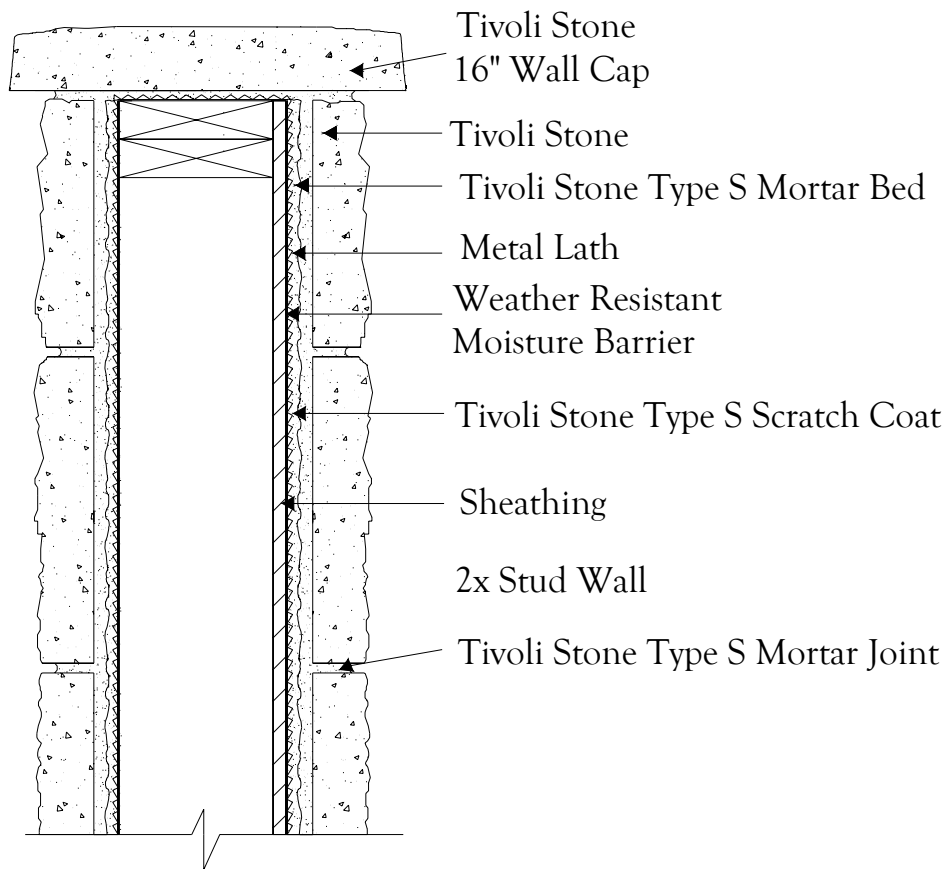 Tivoli Stone
16" Wall Cap
Tivoli Stone
Tivoli Stone Type S Mortar Bed
Metal Lath
Weather Resistant
Moisture Barrier
Tivoli Stone Type S Scratch Coat
Sheathing
2x Stud Wall
Tivoli Stone Type S Mortar Joint